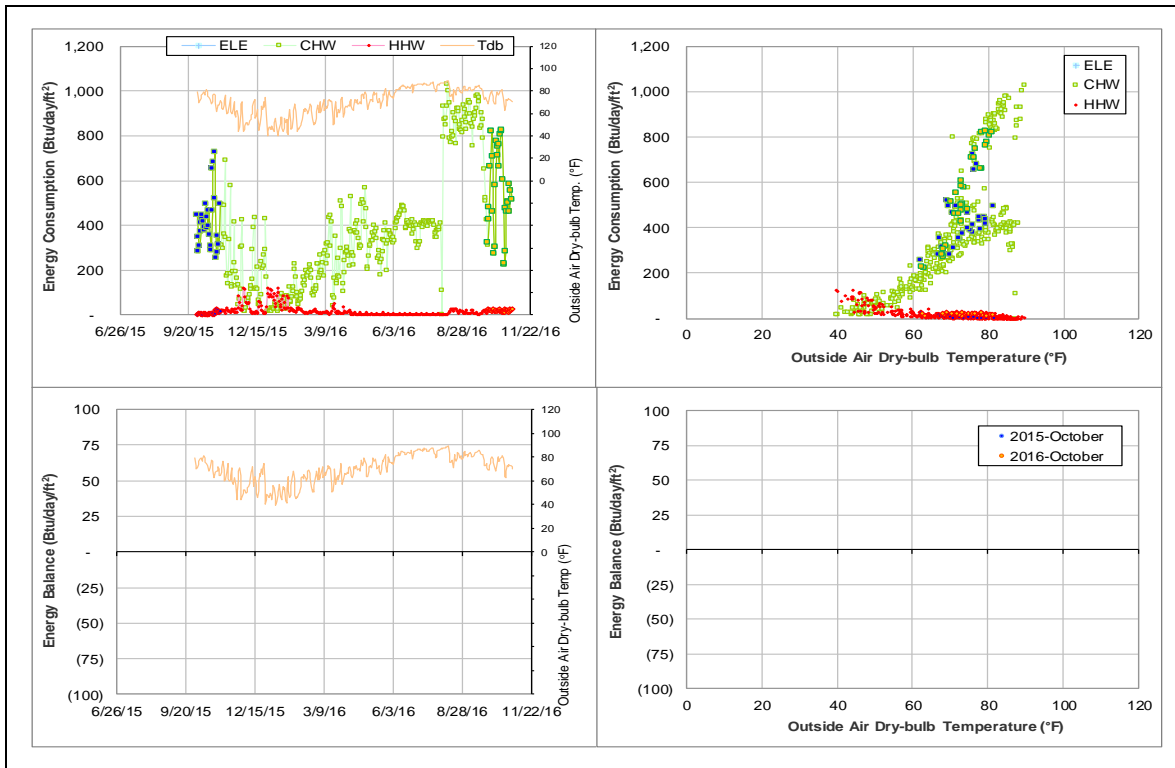 ELE CHW HHW Tdb
Energy Consumption (Btu/day/ft²)
1,200
1,000
800
600
400
200
-
120
100
80
60
40
20
0
Outside Air Dry-bulb Temp. (°F)
6/26/15 9/20/15 12/15/15 3/9/16 6/3/16 8/28/16 11/22/16
Energy Consumption (Btu/day/ft²)
1,200
1,000
800
600
400
200
-
ELE
CHW
HHW
0 20 40 60 80 100 120
Outside Air Dry-bulb Temperature (°F)
Energy Balance (Btu/day/ft²)
100
75
50
25
-
(25)
(50)
(75)
(100)
120
100
80
60
40
20
0
Outside Air Dry-bulb Temp (°F)
6/26/15 9/20/15 12/15/15 3/9/16 6/3/16 8/28/16 11/22/16
Energy Balance (Btu/day/ft²)
100
75
50
25
-
(25)
(50)
(75)
(100)
2015-October
2016-October
0 20 40 60 80 100 120
Outside Air Dry-bulb Temperature (°F)